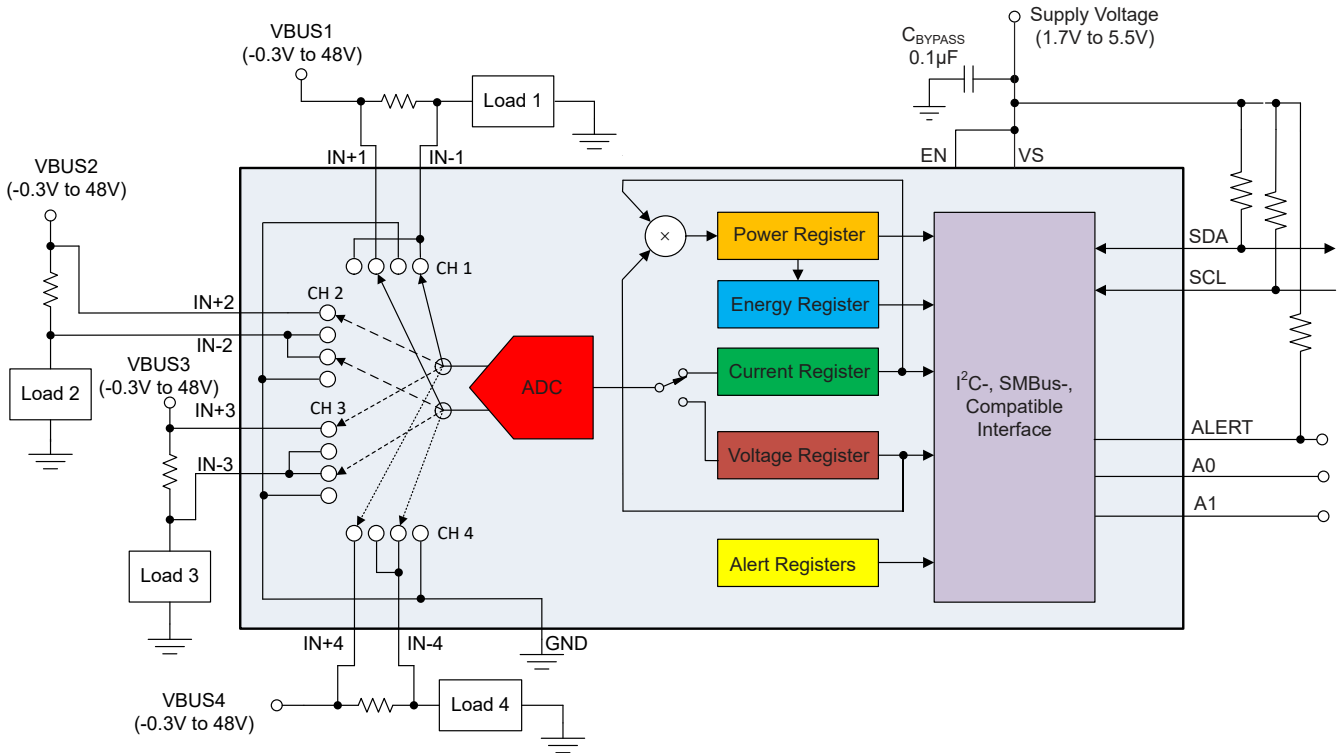 VBUS1
(-0.3V to 48V)
Supply Voltage
(1.7V to 5.5V)
CBYPASS
0.1µF
Load 1
VBUS2
(-0.3V to 48V)
IN+1
IN-1
EN
VS
Power Register
×
SDA
CH 1
CH 2
IN+2
Energy Register
SCL
IN-2
VBUS3
(-0.3V to 48V)
Load 2
ADC
Current Register
I²C-, SMBus-,
Compatible
Interface
IN+3
CH 3
ALERT
Voltage Register
IN-3
A0
A1
CH 4
Load 3
Alert Registers
IN+4
IN-4
GND
VBUS4
(-0.3V to 48V)
Load 4